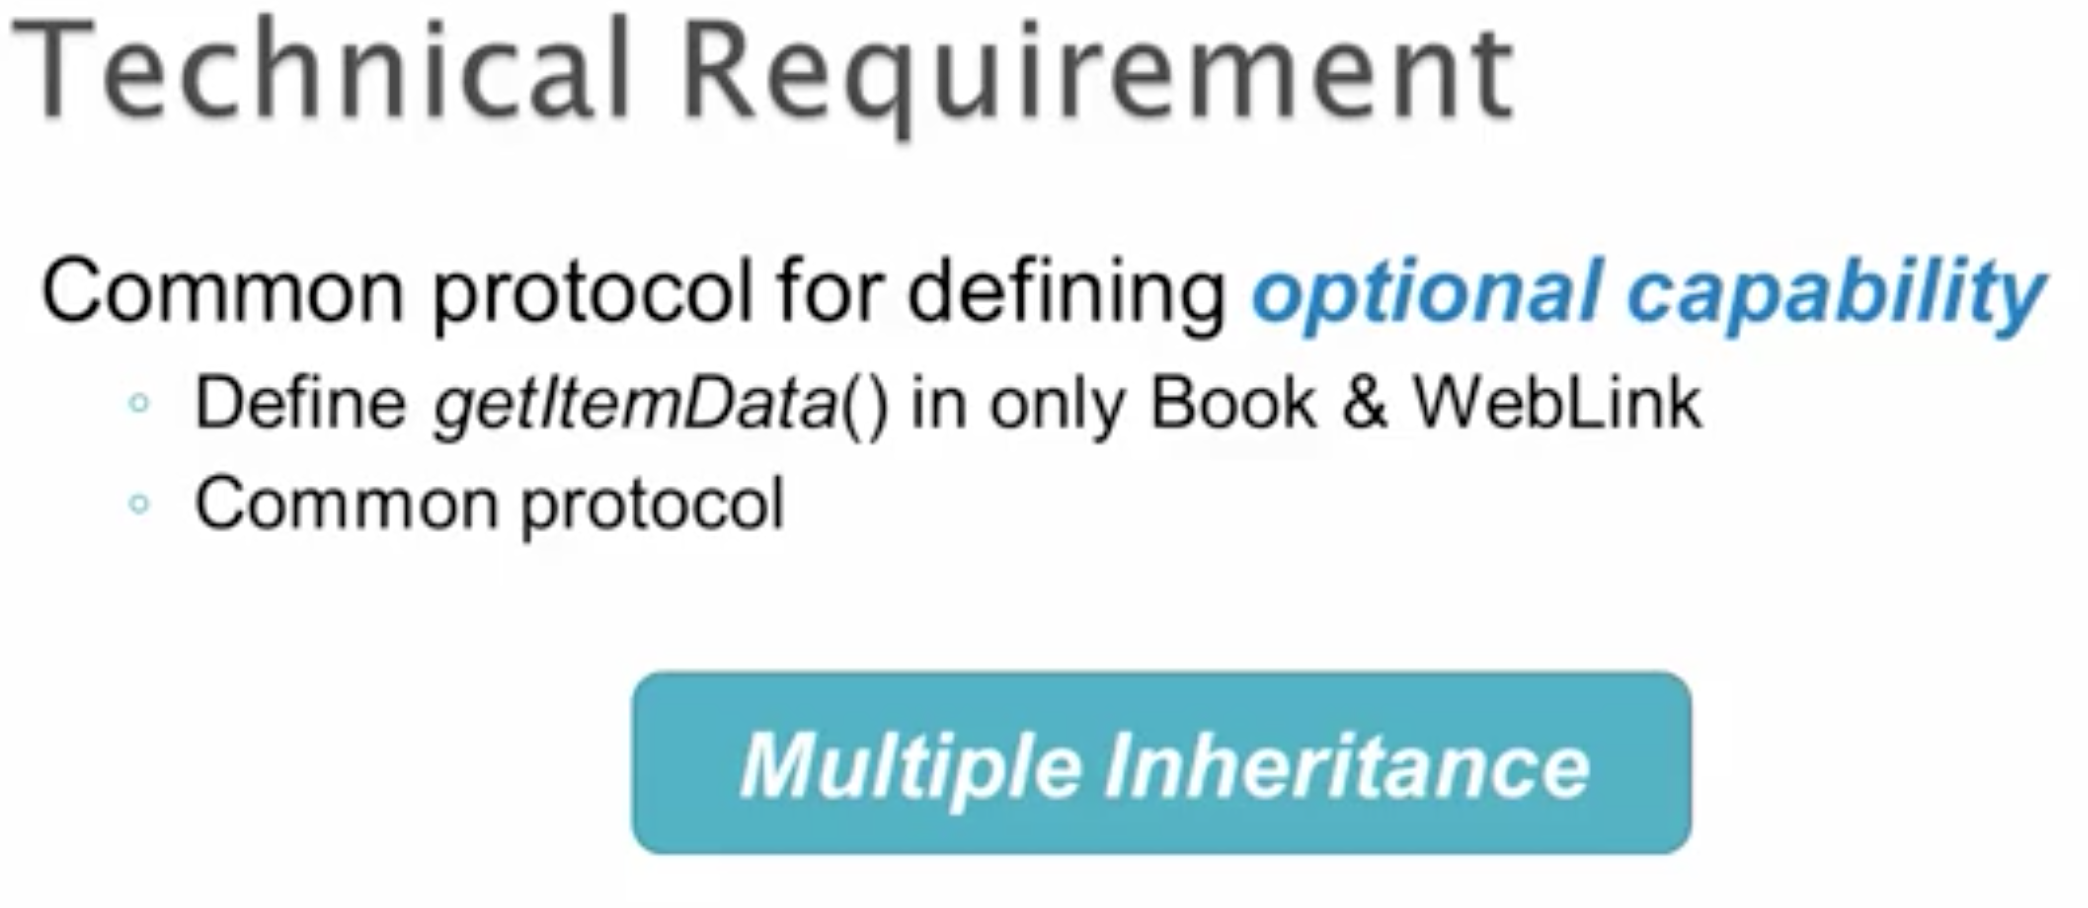 Technical Requirement
Common protocol for defining optional capability
◦ Define getItemData() in only Book & WebLink
◦ Common protocol
Multiple Inheritance